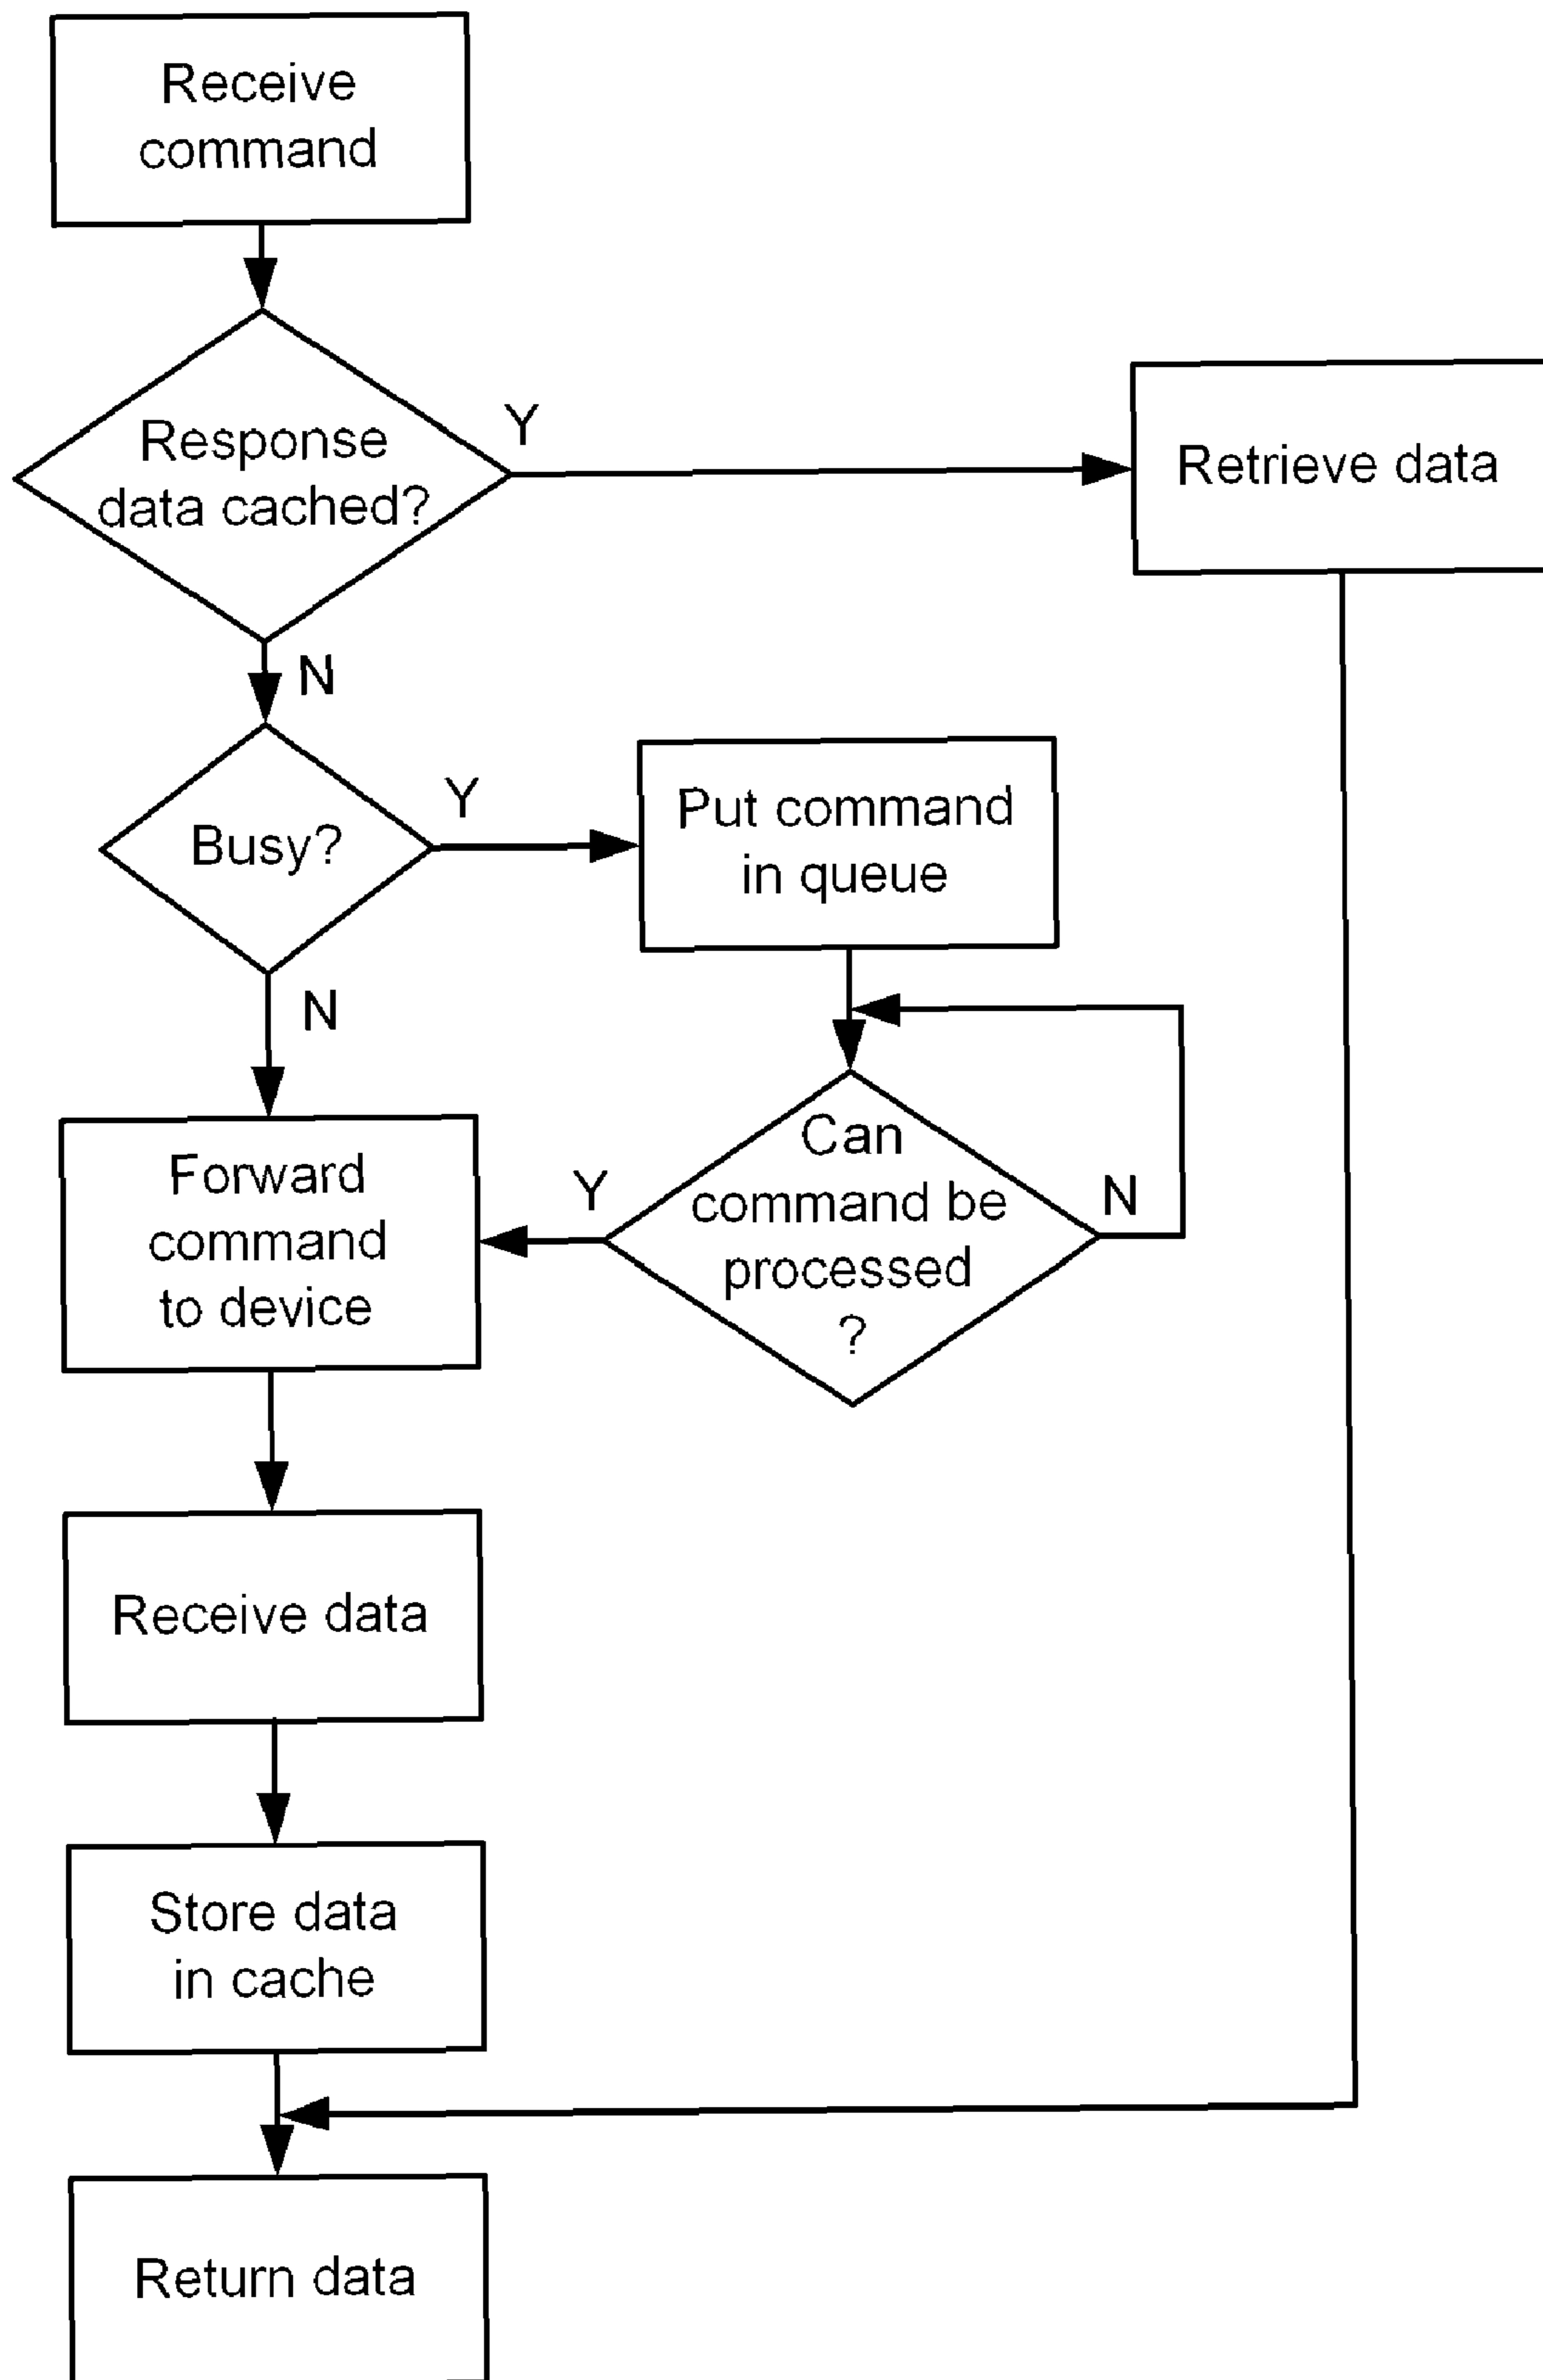 Receive
command
Response
data cached?
Y
Retrieve data
N
Busy?
Y
Put command
in queue
N
Forward
command
to device
Y
Can
command be
processed
?
N
Receive data
Store data
in cache
Return data